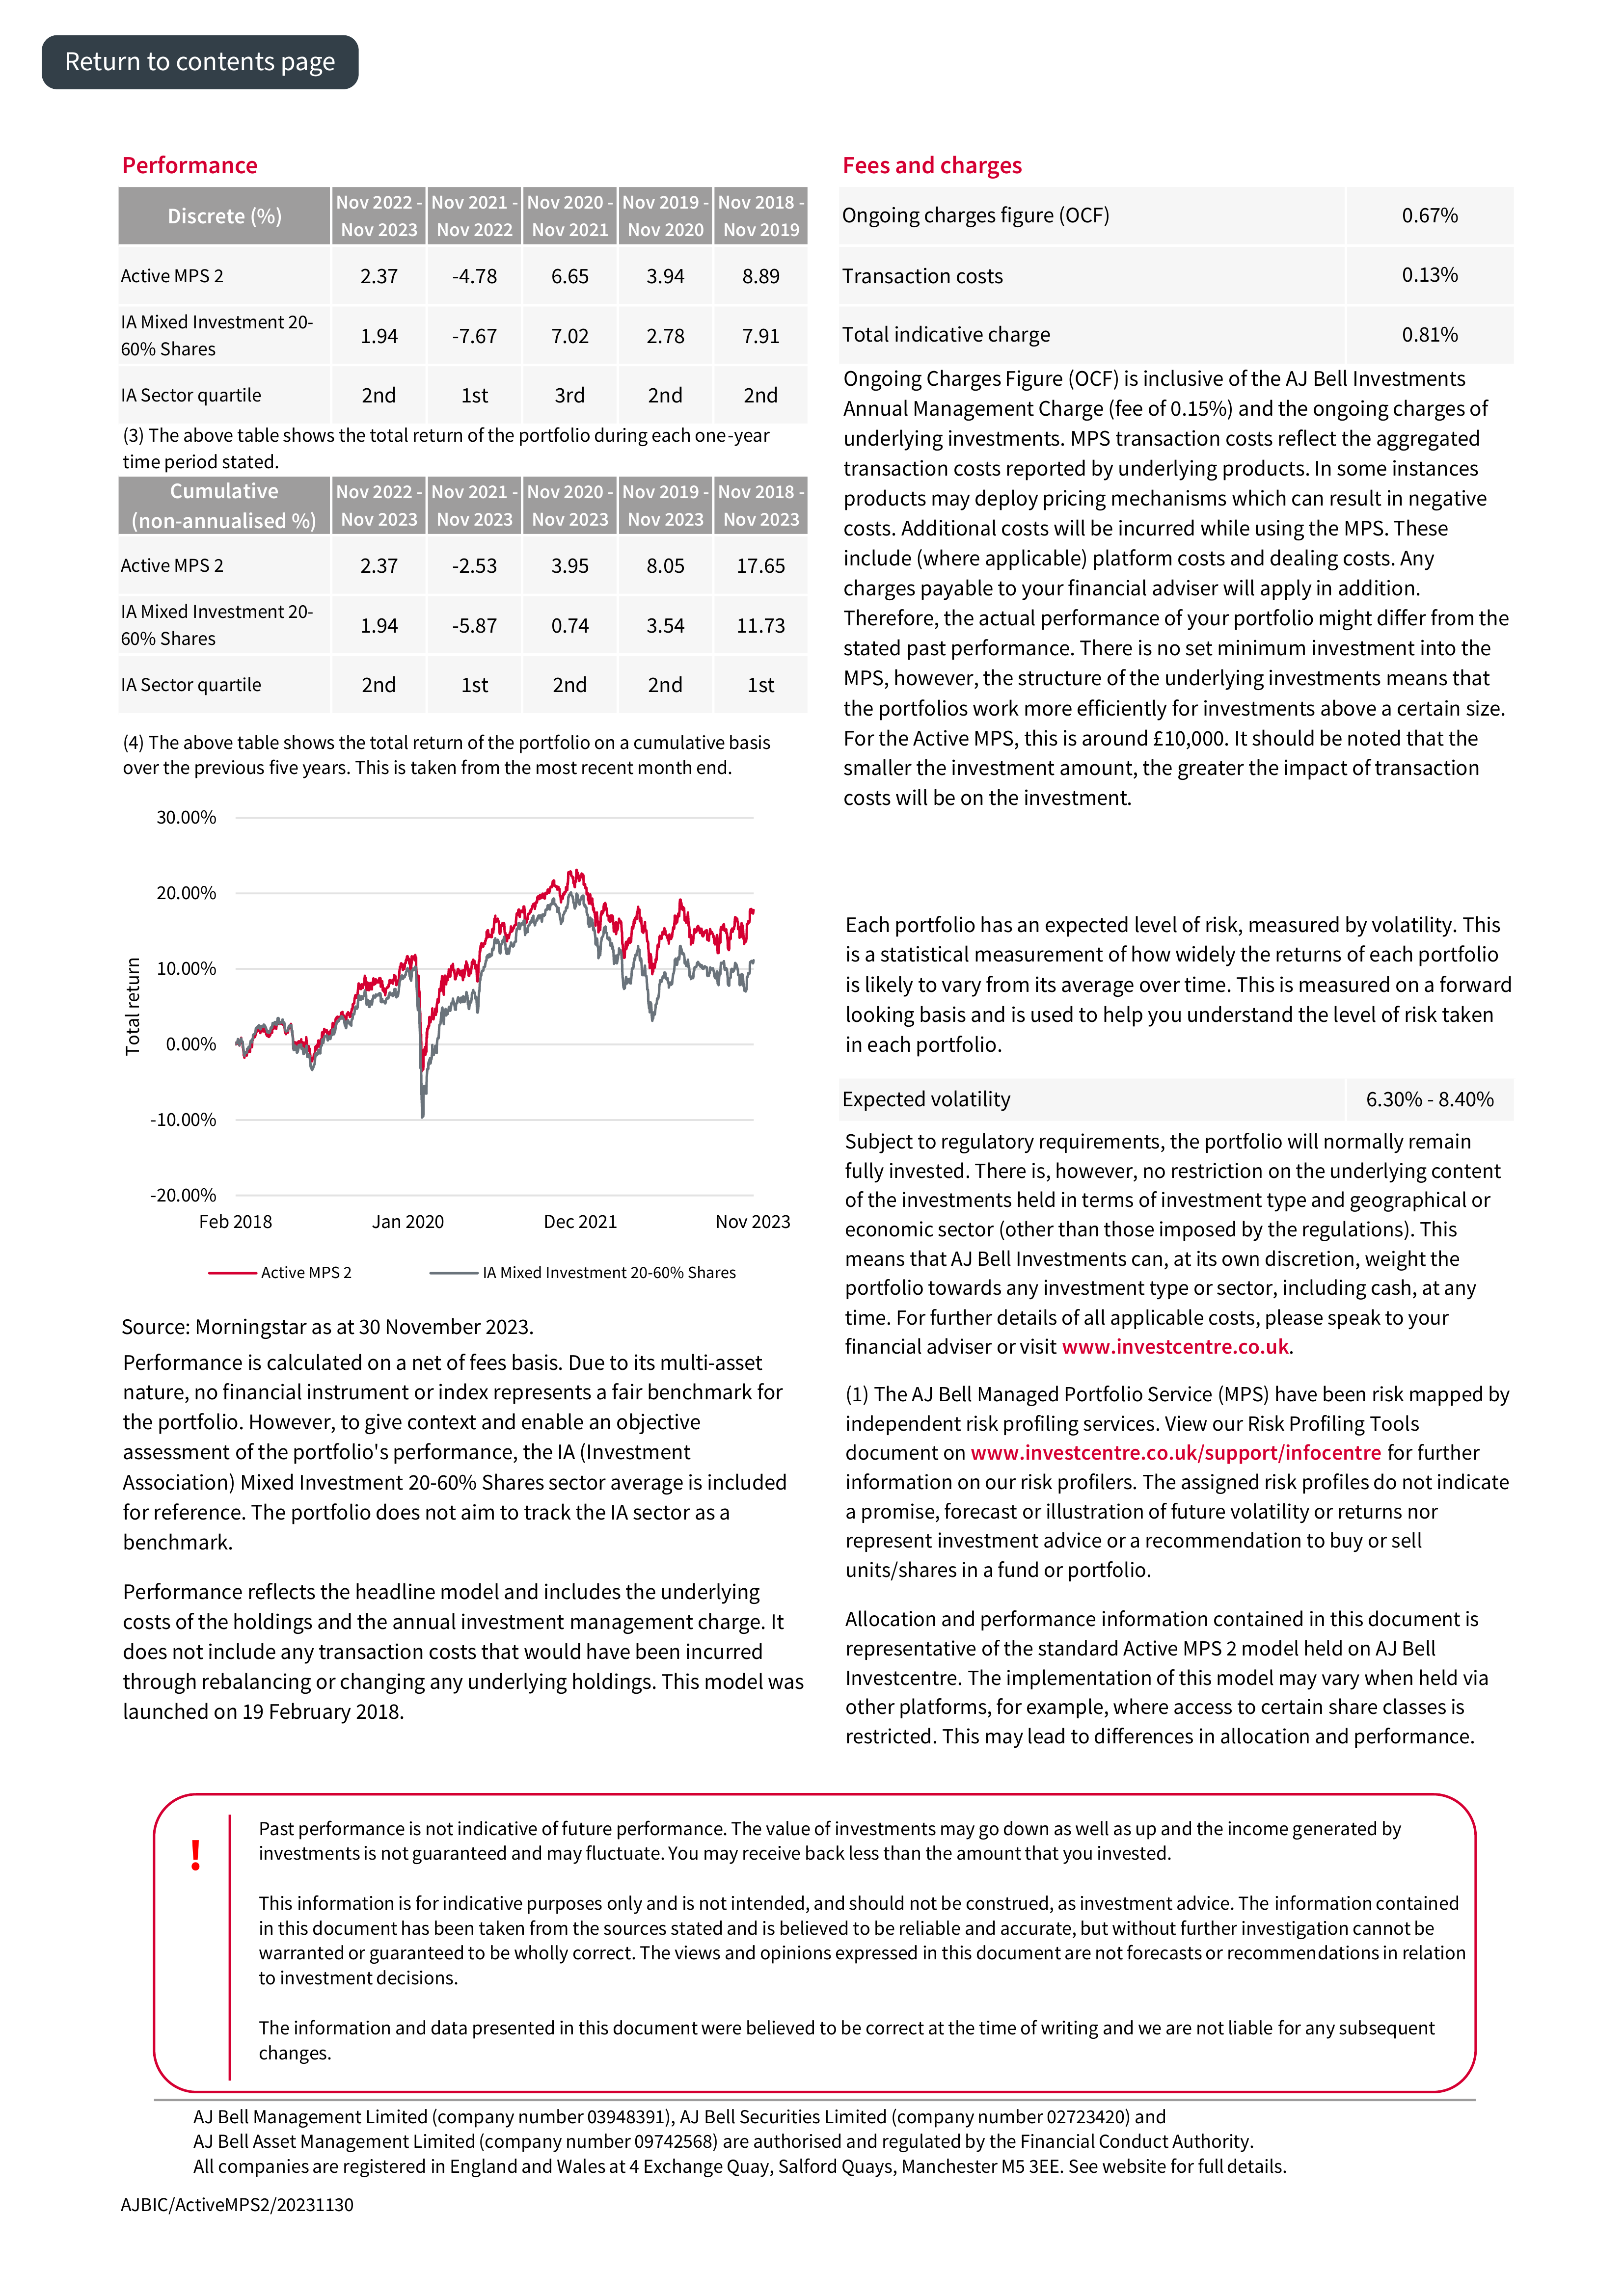 Return to contents page
Performance
Discrete (%)
Nov 2022 - Nov 2021 - Nov 2020 - Nov 2019 - Nov 2018 -
Nov 2023 Nov 2022 Nov 2021 Nov 2020 Nov 2019
Active MPS 2 2.37 -4.78 6.65 3.94 8.89
IA Mixed Investment 20-
60% Shares 1.94 -7.67 7.02 2.78 7.91
IA Sector quartile 2nd 1st 3rd 2nd 2nd
(3) The above table shows the total return of the portfolio during each one-year
time period stated.
Cumulative
(non-annualised %)
Nov 2022 - Nov 2021 - Nov 2020 - Nov 2019 - Nov 2018 -
Nov 2023 Nov 2023 Nov 2023 Nov 2023 Nov 2023
Active MPS 2 2.37 -2.53 3.95 8.05 17.65
IA Mixed Investment 20-
60% Shares 1.94 -5.87 0.74 3.54 11.73
IA Sector quartile 2nd 1st 2nd 2nd 1st
(4) The above table shows the total return of the portfolio on a cumulative basis
over the previous five years. This is taken from the most recent month end.
Total return
30.00%
20.00%
10.00%
0.00%
-10.00%
-20.00%
Feb 2018 Jan 2020 Dec 2021 Nov 2023
Active MPS 2 IA Mixed Investment 20-60% Shares
Source: Morningstar as at 30 November 2023.
Performance is calculated on a net of fees basis. Due to its multi-asset
nature, no financial instrument or index represents a fair benchmark for
the portfolio. However, to give context and enable an objective
assessment of the portfolio's performance, the IA (Investment
Association) Mixed Investment 20-60% Shares sector average is included
for reference. The portfolio does not aim to track the IA sector as a
benchmark.
Performance reflects the headline model and includes the underlying
costs of the holdings and the annual investment management charge. It
does not include any transaction costs that would have been incurred
through rebalancing or changing any underlying holdings. This model was
launched on 19 February 2018.
Fees and charges
Ongoing charges figure (OCF) 0.67%
Transaction costs 0.13%
Total indicative charge 0.81%
Ongoing Charges Figure (OCF) is inclusive of the AJ Bell Investments
Annual Management Charge (fee of 0.15%) and the ongoing charges of
underlying investments. MPS transaction costs reflect the aggregated
transaction costs reported by underlying products. In some instances
products may deploy pricing mechanisms which can result in negative
costs. Additional costs will be incurred while using the MPS. These
include (where applicable) platform costs and dealing costs. Any
charges payable to your financial adviser will apply in addition.
Therefore, the actual performance of your portfolio might differ from the
stated past performance. There is no set minimum investment into the
MPS, however, the structure of the underlying investments means that
the portfolios work more efficiently for investments above a certain size.
For the Active MPS, this is around £10,000. It should be noted that the
smaller the investment amount, the greater the impact of transaction
costs will be on the investment.
Each portfolio has an expected level of risk, measured by volatility. This
is a statistical measurement of how widely the returns of each portfolio
is likely to vary from its average over time. This is measured on a forward
looking basis and is used to help you understand the level of risk taken
in each portfolio.
Expected volatility 6.30% - 8.40%
Subject to regulatory requirements, the portfolio will normally remain
fully invested. There is, however, no restriction on the underlying content
of the investments held in terms of investment type and geographical or
economic sector (other than those imposed by the regulations). This
means that AJ Bell Investments can, at its own discretion, weight the
portfolio towards any investment type or sector, including cash, at any
time. For further details of all applicable costs, please speak to your
financial adviser or visit www.investcentre.co.uk.
(1) The AJ Bell Managed Portfolio Service (MPS) have been risk mapped by
independent risk profiling services. View our Risk Profiling Tools
document on www.investcentre.co.uk/support/infocentre for further
information on our risk profilers. The assigned risk profiles do not indicate
a promise, forecast or illustration of future volatility or returns nor
represent investment advice or a recommendation to buy or sell
units/shares in a fund or portfolio.
Allocation and performance information contained in this document is
representative of the standard Active MPS 2 model held on AJ Bell
Investcentre. The implementation of this model may vary when held via
other platforms, for example, where access to certain share classes is
restricted. This may lead to differences in allocation and performance.
!
Past performance is not indicative of future performance. The value of investments may go down as well as up and the income generated by
investments is not guaranteed and may fluctuate. You may receive back less than the amount that you invested.
This information is for indicative purposes only and is not intended, and should not be construed, as investment advice. The information contained
in this document has been taken from the sources stated and is believed to be reliable and accurate, but without further investigation cannot be
warranted or guaranteed to be wholly correct. The views and opinions expressed in this document are not forecasts or recommendations in relation
to investment decisions.
The information and data presented in this document were believed to be correct at the time of writing and we are not liable for any subsequent
changes.
AJ Bell Management Limited (company number 03948391), AJ Bell Securities Limited (company number 02723420) and
AJ Bell Asset Management Limited (company number 09742568) are authorised and regulated by the Financial Conduct Authority.
All companies are registered in England and Wales at 4 Exchange Quay, Salford Quays, Manchester M5 3EE. See website for full details.
AJBIC/ActiveMPS2/20231130